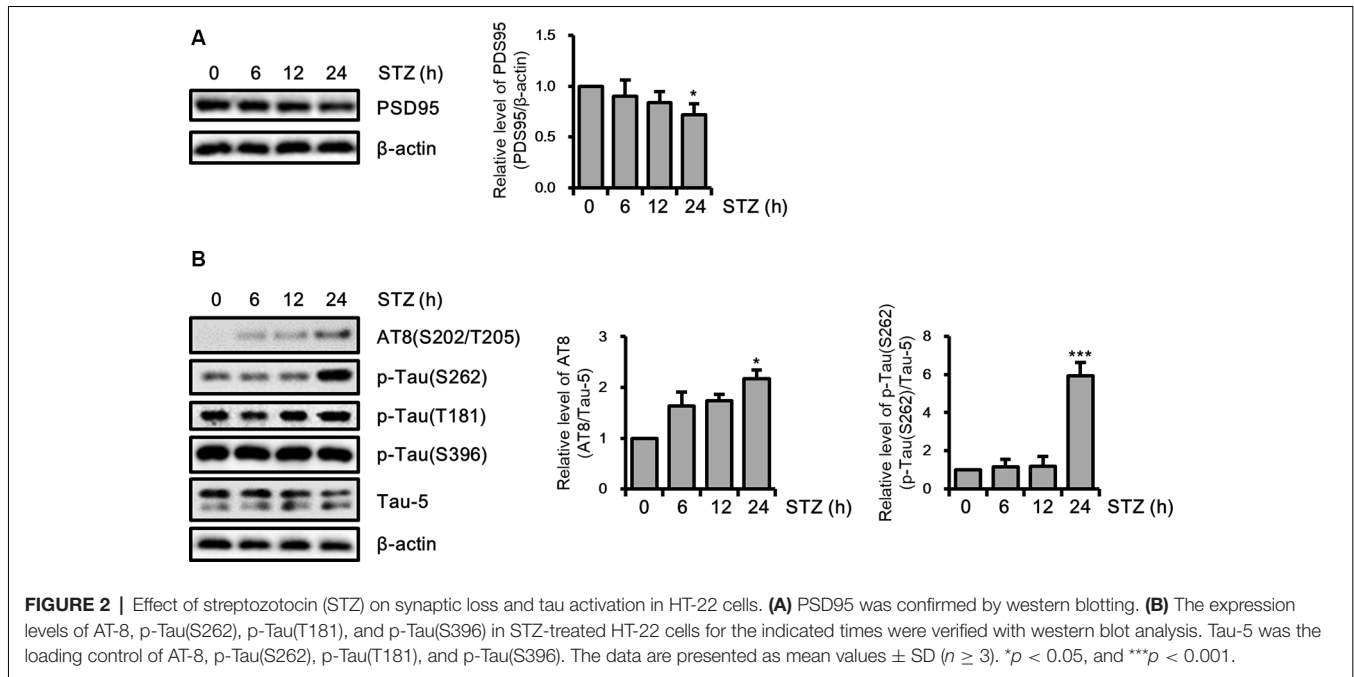 A
0 6 12 24 STZ (h)
PSD95
β-actin
Relative level of PDS95
(PDS95/β-actin)
1.5
1.0
0.5
0.0
*
0 6 12 24 STZ (h)
B
0 6 12 24 STZ (h)
AT8(S202/T205)
p-Tau(S262)
p-Tau(T181)
p-Tau(S396)
Tau-5
β-actin
Relative level of AT8
(AT8/Tau-5)
3
2
1
0
*
0 6 12 24 STZ (h)
Relative level of p-Tau(S262)
(p-Tau(S262)/Tau-5)
8
6
4
2
0
***
0 6 12 24 STZ (h)
FIGURE 2 | Effect of streptozotocin (STZ) on synaptic loss and tau activation in HT-22 cells. (A) PSD95 was confirmed by western blotting. (B) The expression
levels of AT-8, p-Tau(S262), p-Tau(T181), and p-Tau(S396) in STZ-treated HT-22 cells for the indicated times were verified with western blot analysis. Tau-5 was the
loading control of AT-8, p-Tau(S262), p-Tau(T181), and p-Tau(S396). The data are presented as mean values ± SD (n ≥ 3). *p < 0.05, and ***p < 0.001.